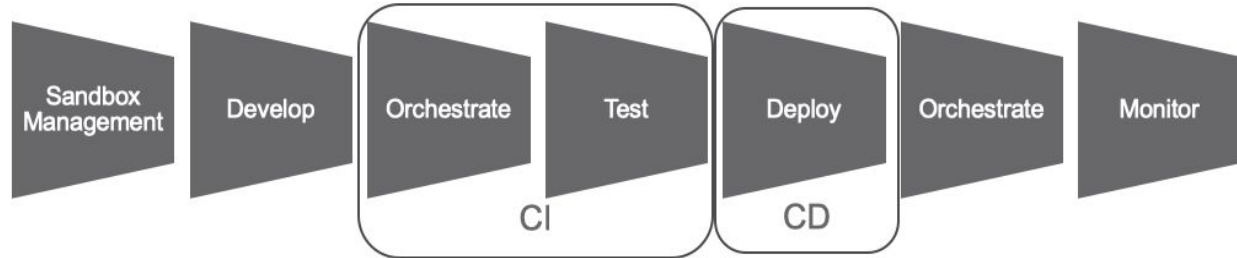 Sandbox
Management
Develop
Orchestrate
Test
Deploy
Orchestrate
Monitor
CI
CD